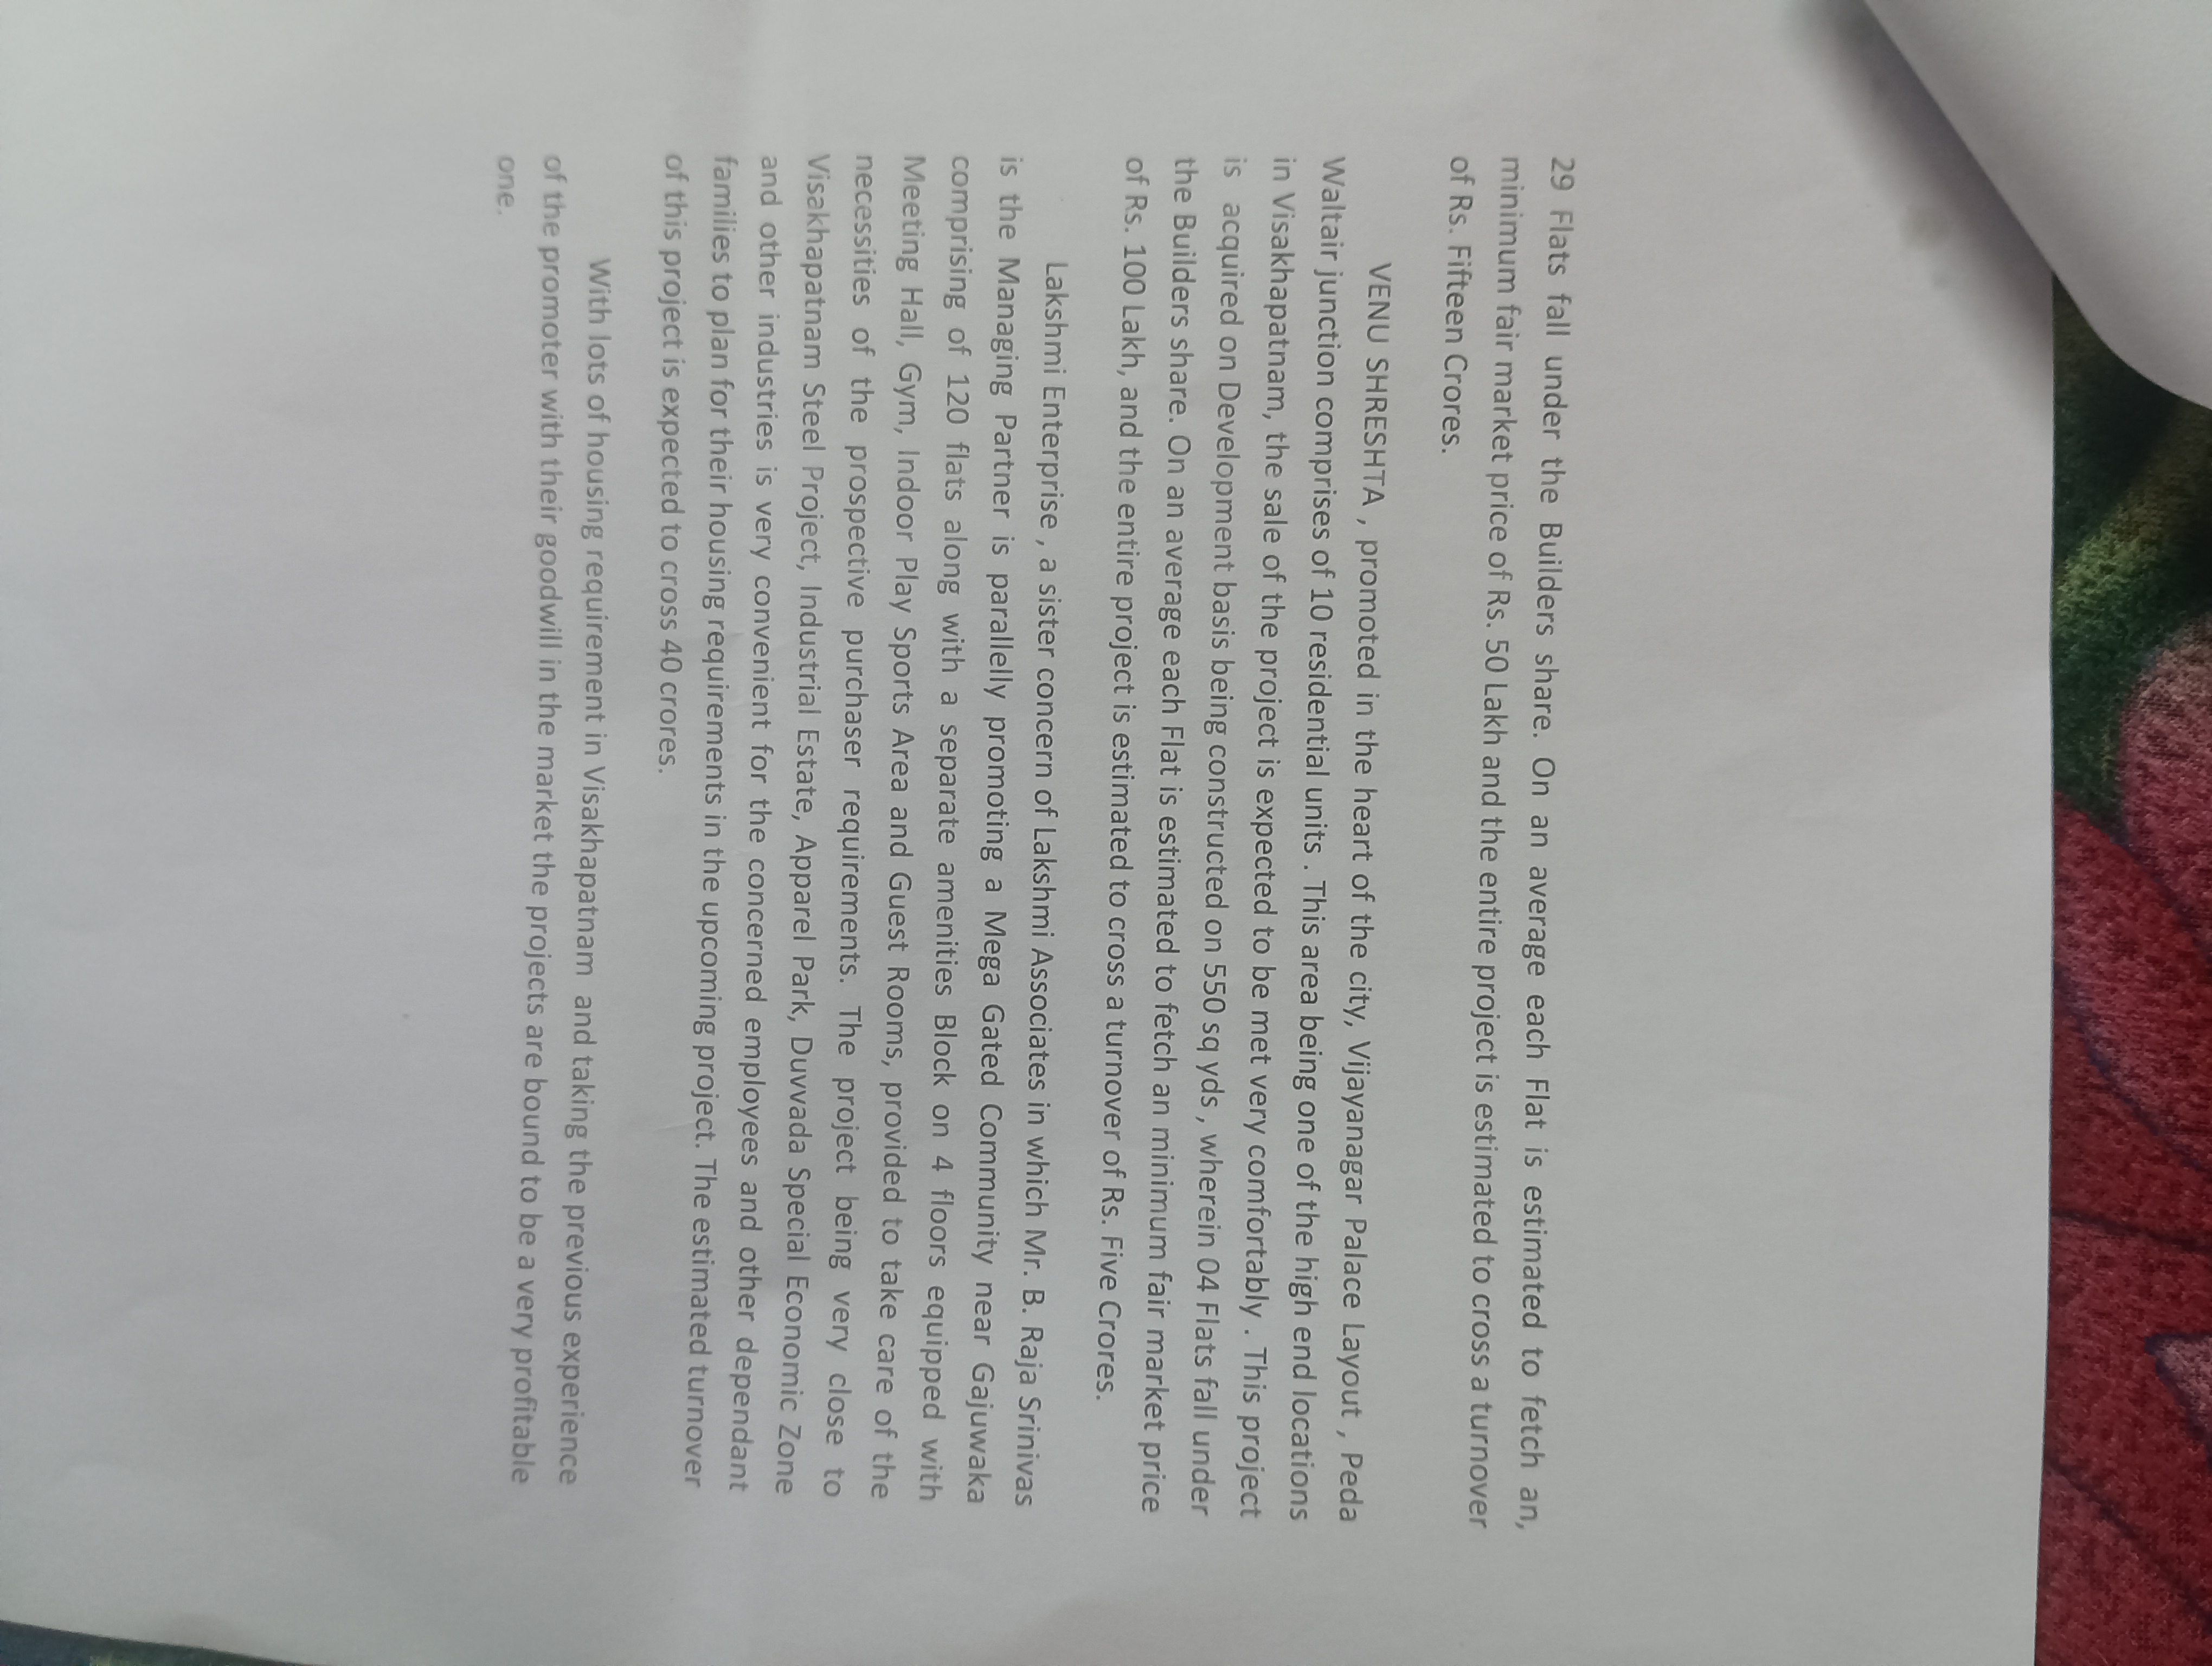 29 Flats fall under the Builders share. On an average each Flat is estimated to fetch an,
minimum fair market price of Rs. 50 Lakh and the entire project is estimated to cross a turnover
of Rs. Fifteen Crores.
VENU SHRESHTA , promoted in the heart of the city, Vijayanagar Palace Layout , Peda
Waltair junction comprises of 10 residential units . This area being one of the high end locations
in Visakhapatnam, the sale of the project is expected to be met very comfortably . This project
is acquired on Development basis being constructed on 550 sq yds , wherein 04 Flats fall under
the Builders share. On an average each Flat is estimated to fetch an minimum fair market price
of Rs. 100 Lakh, and the entire project is estimated to cross a turnover of Rs. Five Crores.
Lakshmi Enterprise , a sister concern of Lakshmi Associates in which Mr. B. Raja Srinivas
is the Managing Partner is parallelly promoting a Mega Gated Community near Gajuwaka
comprising of 120 flats along with a separate amenities Block on 4 floors equipped with
Meeting Hall, Gym, Indoor Play Sports Area and Guest Rooms, provided to take care of the
necessities of the prospective purchaser requirements. The project being very close to
Visakhapatnam Steel Project, Industrial Estate, Apparel Park, Duvvada Special Economic Zone
and other industries is very convenient for the concerned employees and other dependant
families to plan for their housing requirements in the upcoming project. The estimated turnover
of this project is expected to cross 40 crores.
With lots of housing requirement in Visakhapatnam and taking the previous experience
of the promoter with their goodwill in the market the projects are bound to be a very profitable
one.